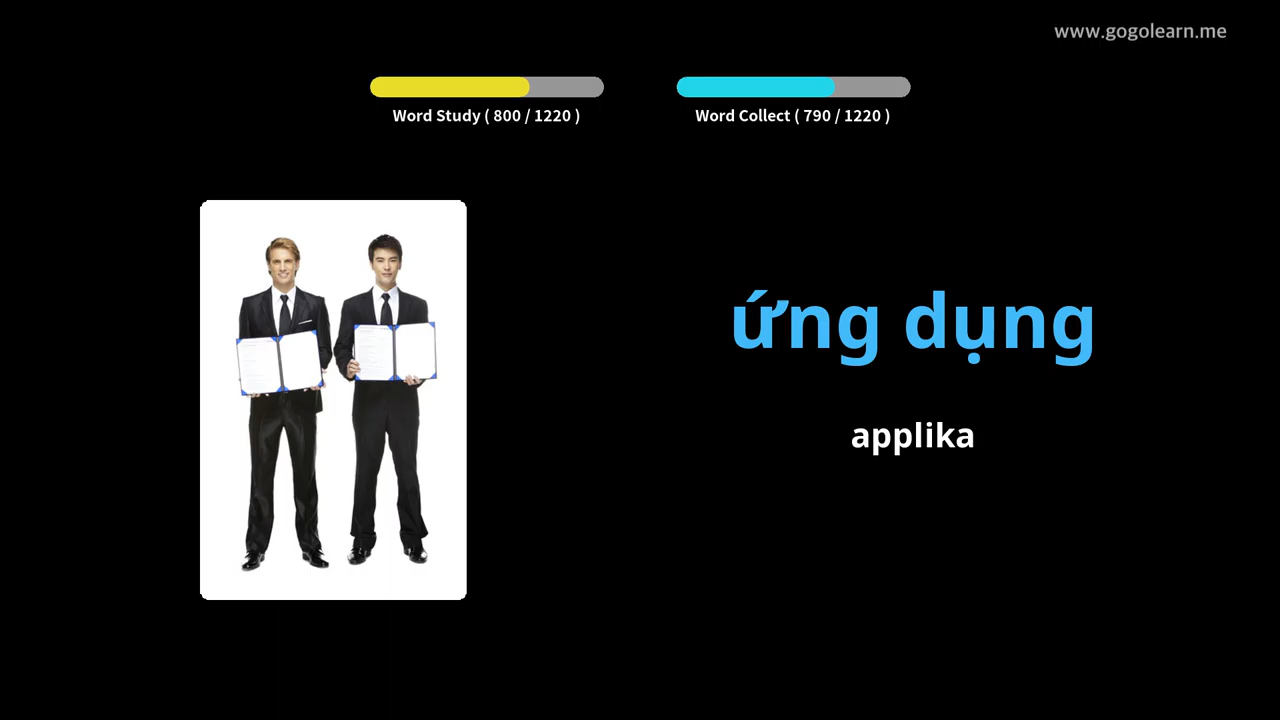 www.gogolearn.me
Word Study ( 800 / 1220 )
Word Collect ( 790 / 1220 )
ứng dụng
applika